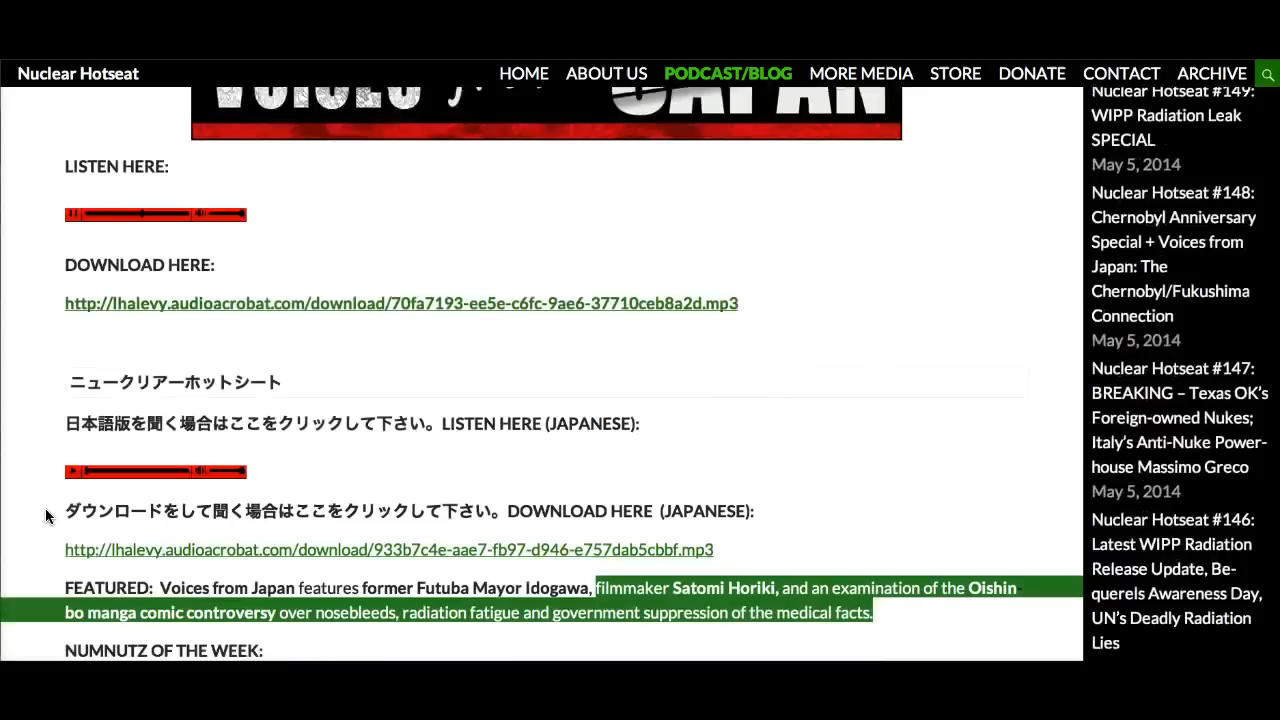 Nuclear Hotseat
HOME ABOUT US PODCAST/BLOG MORE MEDIA STORE DONATE CONTACT ARCHIVE
VOICES from JAPAN
LISTEN HERE:
DOWNLOAD HERE:
http://lhalevy.audioacrobat.com/download/70fa7193-ee5e-c6fc-9ae6-37710ceb8a2d.mp3
ニュークリアーホットシート
日本語版を聞く場合はここをクリックして下さい。LISTEN HERE (JAPANESE):
ダウンロードをして聞く場合はここをクリックして下さい。DOWNLOAD HERE (JAPANESE):
http://lhalevy.audioacrobat.com/download/933b7c4e-aae7-fb97-d946-e757dab5cbbf.mp3
FEATURED: Voices from Japan features former Futuba Mayor Idogawa, filmmaker Satomi Horiki, and an examination of the Oishin-
bo manga comic controversy over nosebleeds, radiation fatigue and government suppression of the medical facts.
NUMNUTZ OF THE WEEK:
Nuclear Hotseat #149:
WIPP Radiation Leak
SPECIAL
May 5, 2014
Nuclear Hotseat #148:
Chernobyl Anniversary
Special + Voices from
Japan: The
Chernobyl/Fukushima
Connection
May 5, 2014
Nuclear Hotseat #147:
BREAKING – Texas OK's
Foreign-owned Nukes;
Italy's Anti-Nuke Power-
house Massimo Greco
May 5, 2014
Nuclear Hotseat #146:
Latest WIPP Radiation
Release Update, Be-
querels Awareness Day,
UN's Deadly Radiation
Lies